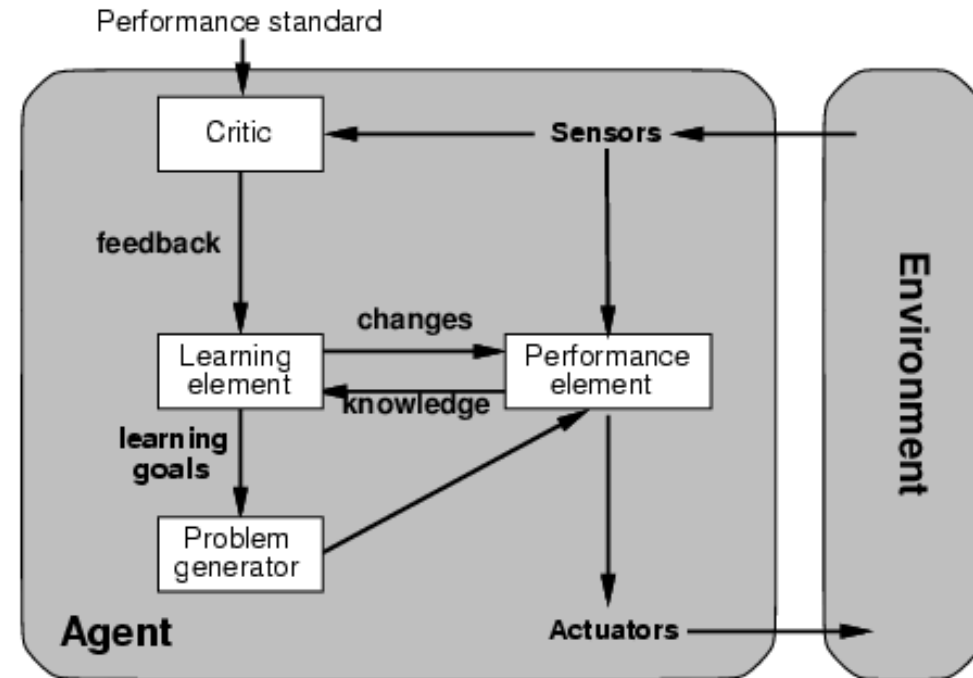 Performance standard
Critic
Sensors
feedback
changes
Learning
element
Performance
element
knowledge
learning
goals
Problem
generator
Agent
Actuators
Environment